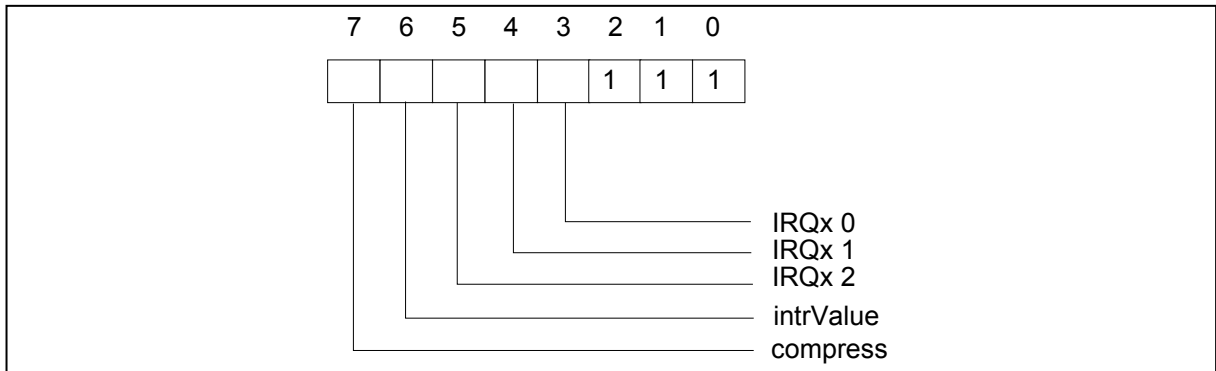 7 6 5 4 3 2 1 0
1 1 1
IRQx 0
IRQx 1
IRQx 2
intrValue
compress